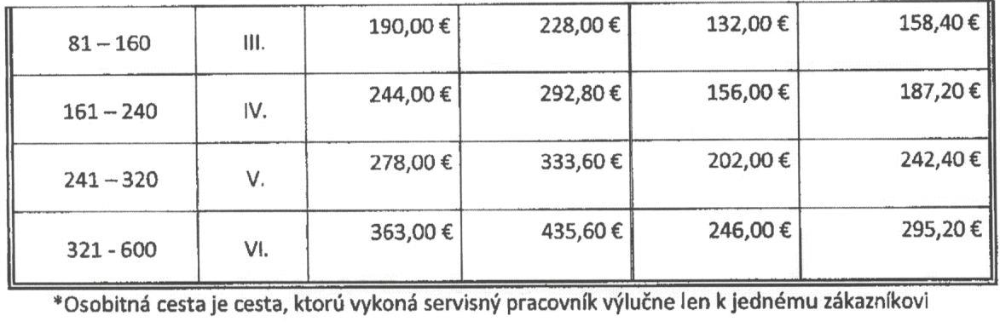 81 – 160 III. 190,00 € 228,00 € 132,00 € 158,40 €
161 – 240 IV. 244,00 € 292,80 € 156,00 € 187,20 €
241 – 320 V. 278,00 € 333,60 € 202,00 € 242,40 €
321 - 600 VI. 363,00 € 435,60 € 246,00 € 295,20 €
*Osobitná cesta je cesta, ktorú vykoná servisný pracovník výlučne len k jednému zákazníkovi